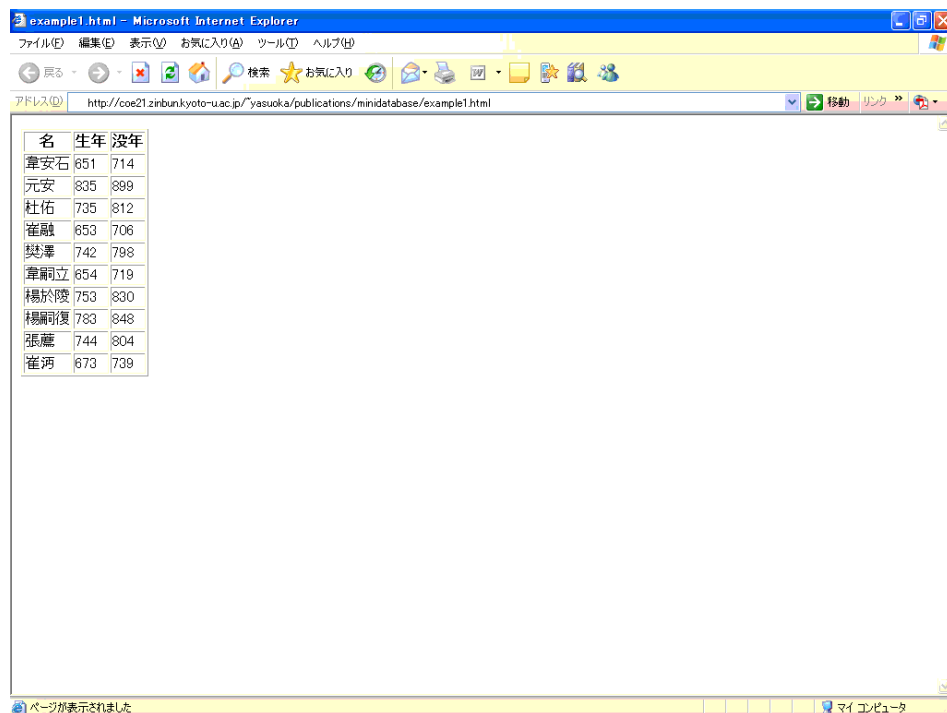 example1.html - Microsoft Internet Explorer
ファイル(F) 編集(E) 表示(V) お気に入り(A) ツール(T) ヘルプ(H)
戻る 検索 お気に入り
アドレス(D) http://coe21.zinbun.kyoto-u.ac.jp/~yasuoka/publications/minidatabase/example1.html 移動 リンク »
名 生年 没年
韋安石 651 714
元安 835 899
杜佑 735 812
崔融 653 706
樊澤 742 798
韋嗣立 654 719
楊於陵 753 830
楊嗣復 783 848
張薦 744 804
崔沔 673 739
ページが表示されました マイ コンピュータ